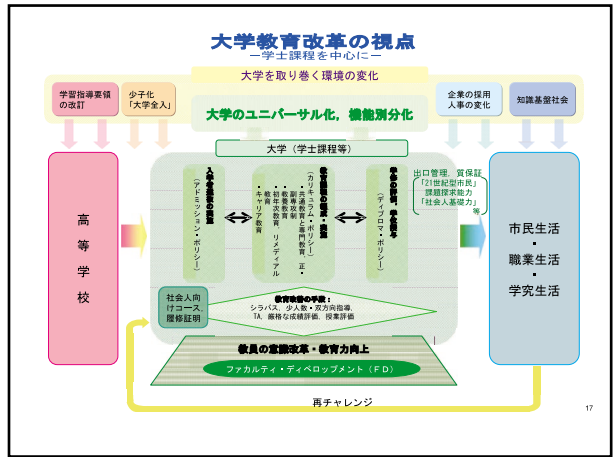 大学教育改革の視点
－学士課程を中心に－
大学を取り巻く環境の変化
学習指導要領
の改訂
少子化
「大学全入」
大学のユニバーサル化，機能別分化
企業の採用
人事の変化
知識基盤社会
大学（学士課程等）
高等学校
入学者選抜の実施
（アドミッション・ポリシー）
教育課程の編成・実施
（カリキュラム・ポリシー）
・共通教育と専門教育、正・
副専攻制
・教養教育
・初年次教育、リメディアル
教育
・キャリア教育
学修の評価、学位授与
（ディプロマ・ポリシー）
出口管理、質保証
「21世紀型市民」
課題探求能力
「社会人基礎力」
等
市民生活
・
職業生活
・
学究生活
社会人向
けコース、
履修証明
教育改善の手段：
シラバス、少人数・双方向指導、
TA、厳格な成績評価、授業評価
教員の意識改革・教育力向上
ファカルティ・ディベロップメント（ＦＤ）
再チャレンジ
17